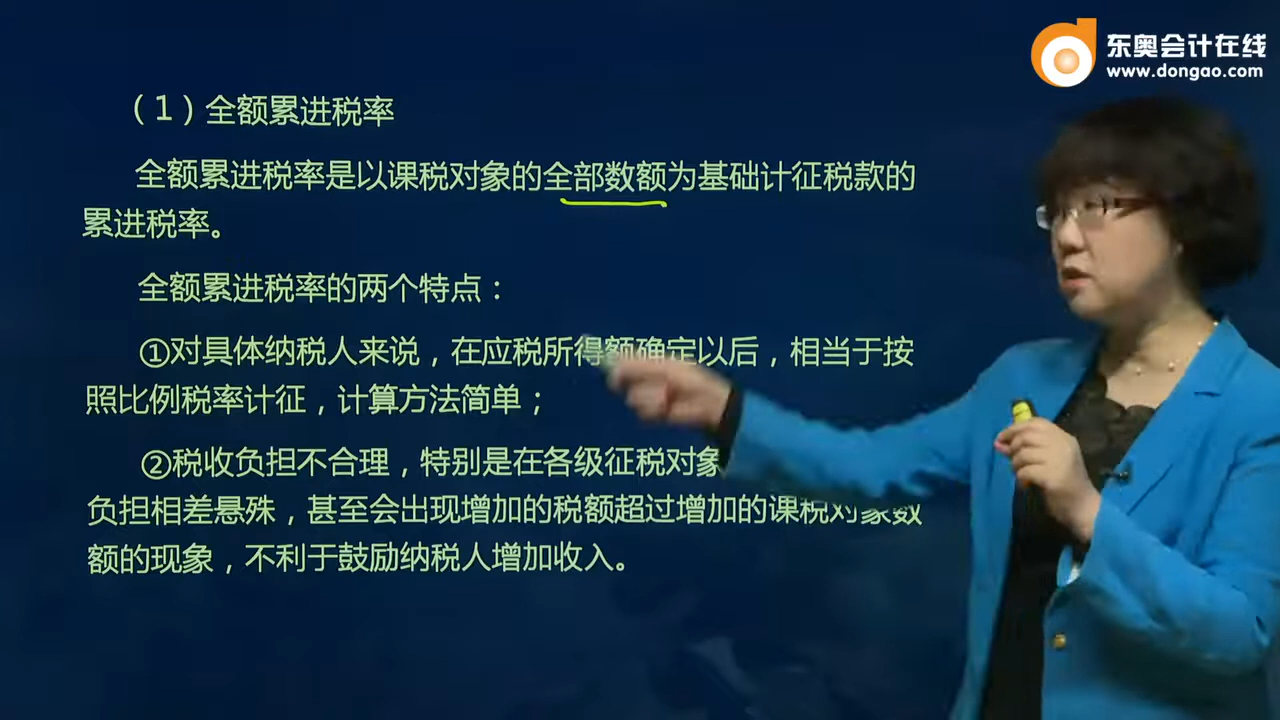 东奥会计在线
www.dongao.com
（1）全额累进税率
全额累进税率是以课税对象的全部数额为基础计征税款的
累进税率。
全额累进税率的两个特点：
①对具体纳税人来说，在应税所得额确定以后，相当于按
照比例税率计征，计算方法简单；
②税收负担不合理，特别是在各级征税对象
负担相差悬殊，甚至会出现增加的税额超过增加的课税对象数
额的现象，不利于鼓励纳税人增加收入。